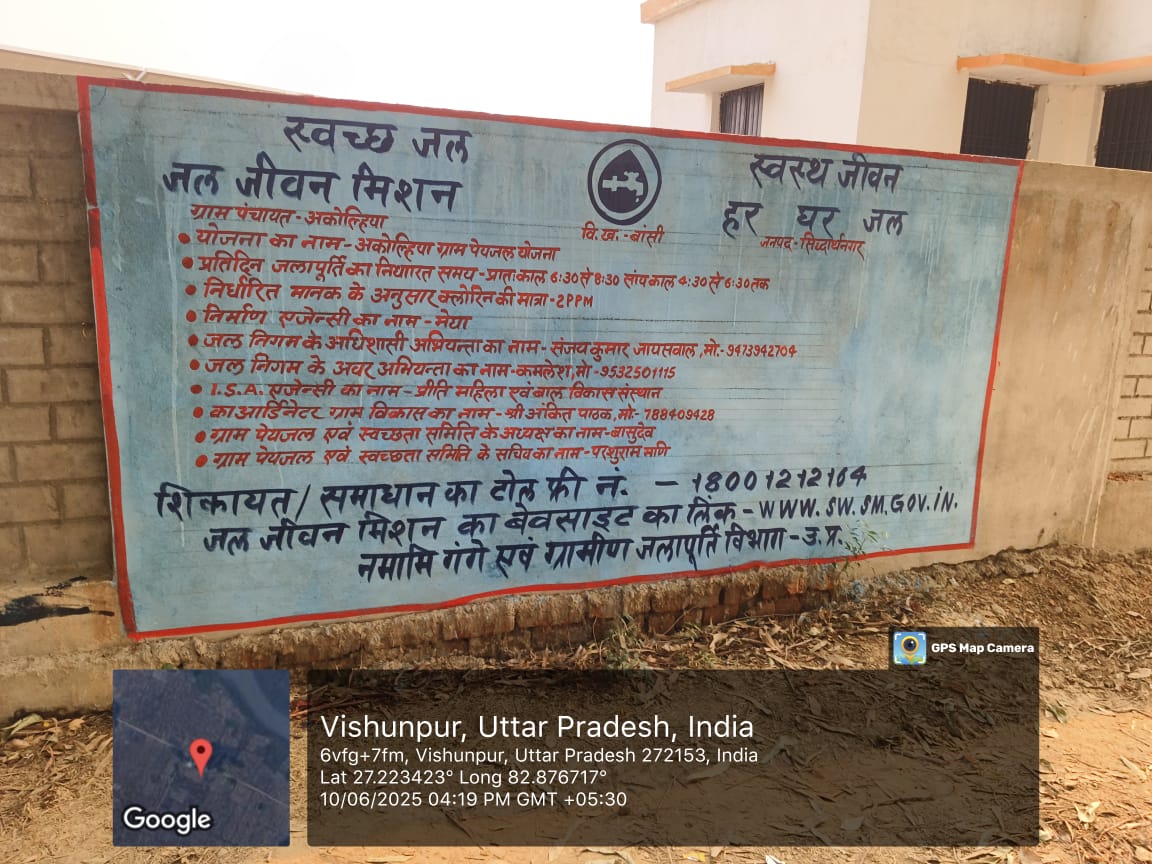 स्वच्छ जल
स्वस्थ जीवन
जल जीवन मिशन
हर घर जल
ग्राम पंचायत - अकोल्हिया
वि.ख. - बांसी
जनपद - सिद्धार्थनगर
• योजना का नाम - अकोल्हिया ग्राम पेयजल योजना
• प्रतिदिन जलापूर्ति का निर्धारित समय - प्रातः काल 6:30 से 8:30 सांय काल 4:30 से 6:30 तक
• निर्धारित मानक के अनुसार क्लोरिन की मात्रा - 2PPM
• निर्माण एजेन्सी का नाम - मेघा
• जल निगम के अधिशासी अभियन्ता का नाम - संजय कुमार जायसवाल, मो:- 9473942704
• जल निगम के अवर अभियन्ता का नाम - कमलेश, मो - 9532501115
• I.S.A. एजेन्सी का नाम - प्रीति महिला एवं बाल विकास संस्थान
• काआर्डिनेटर ग्राम विकास का नाम - श्री अंकित पाठक, मो:- 788409428
• ग्राम पेयजल एवं स्वच्छता समिति के अध्यक्ष का नाम - बासुदेव
• ग्राम पेयजल एवं स्वच्छता समिति के सचिव का नाम - परशुराम मणि
शिकायत / समाधान का टोल फ्री नं. - 18001212164
जल जीवन मिशन का बेवसाइट का लिंक - WWW.SW.SM.GOV.iN.
नमामि गंगे एवं ग्रामीण जलापूर्ति विभाग - उ.प्र.
GPS Map Camera
Vishunpur, Uttar Pradesh, India
6vfg+7fm, Vishunpur, Uttar Pradesh 272153, India
Lat 27.223423° Long 82.876717°
10/06/2025 04:19 PM GMT +05:30
Google